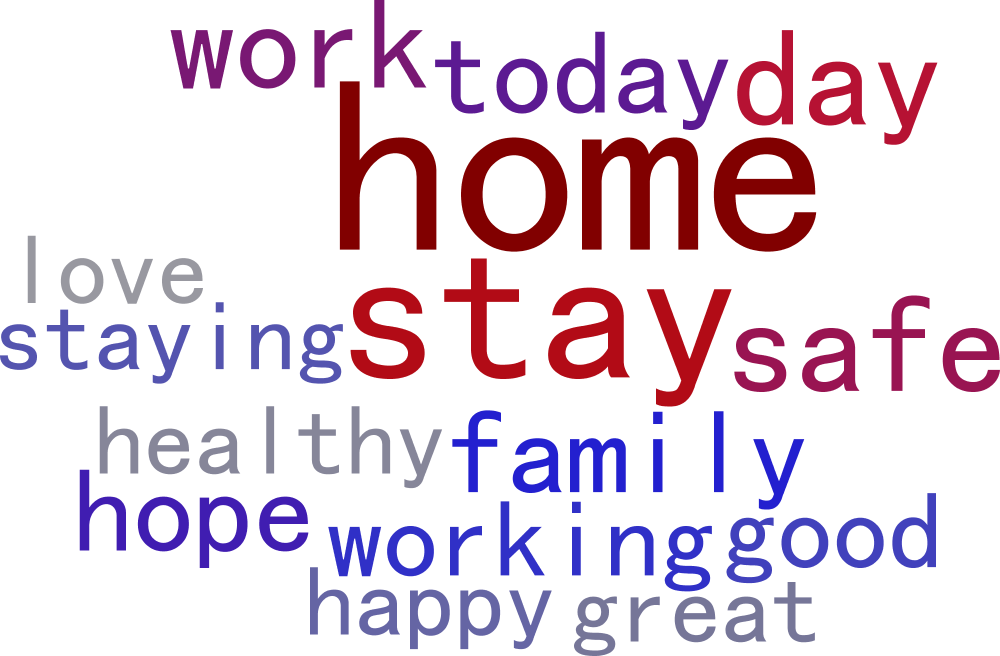 work today day
home
love
staying stay safe
healthy family
hope working good
happy great